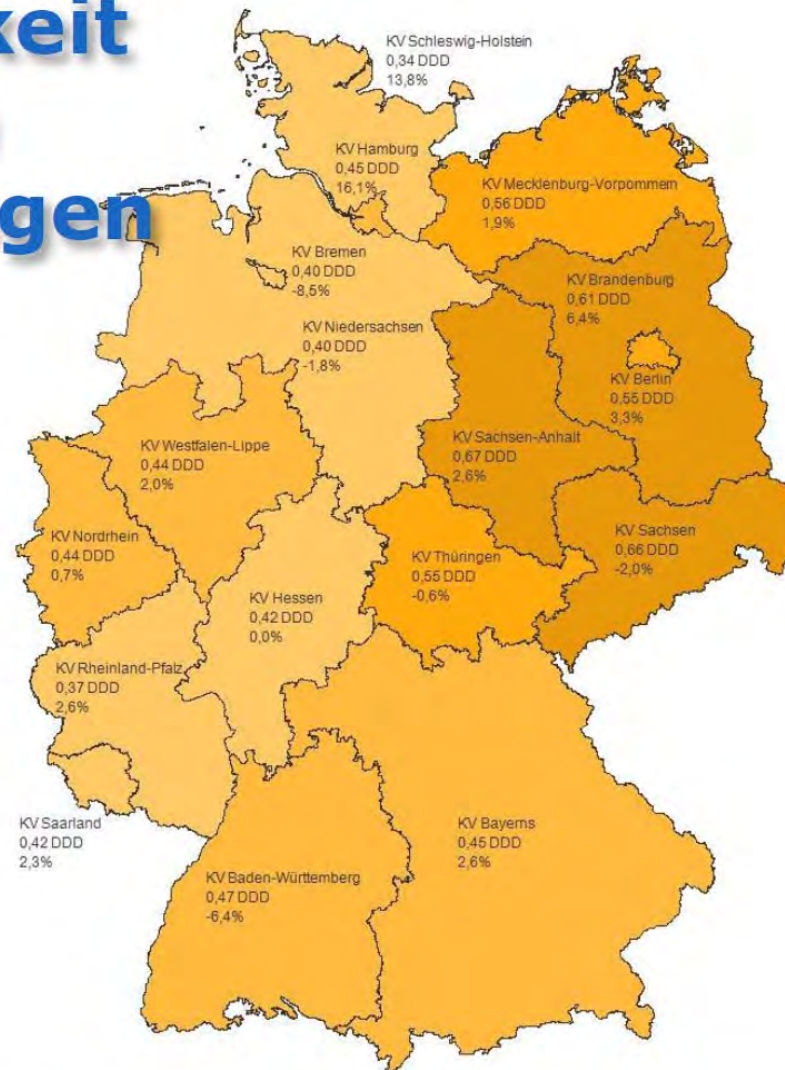 keit
gen
KV Schleswig-Holstein
0,34 DDD
13,8%
KV Hamburg
0,45 DDD
16,1%
KV Mecklenburg-Vorpommern
0,56 DDD
1,9%
KV Bremen
0,40 DDD
-8,5%
KV Brandenburg
0,61 DDD
6,4%
KV Niedersachsen
0,40 DDD
-1,8%
KV Berlin
0,55 DDD
3,3%
KV Westfalen-Lippe
0,44 DDD
2,0%
KV Sachsen-Anhalt
0,67 DDD
2,6%
KV Nordrhein
0,44 DDD
0,7%
KV Sachsen
0,66 DDD
-2,0%
KV Thüringen
0,55 DDD
-0,6%
KV Hessen
0,42 DDD
0,0%
KV Rheinland-Pfalz
0,37 DDD
2,6%
KV Saarland
0,42 DDD
2,3%
KV Bayerns
0,45 DDD
2,6%
KV Baden-Württemberg
0,47 DDD
-6,4%